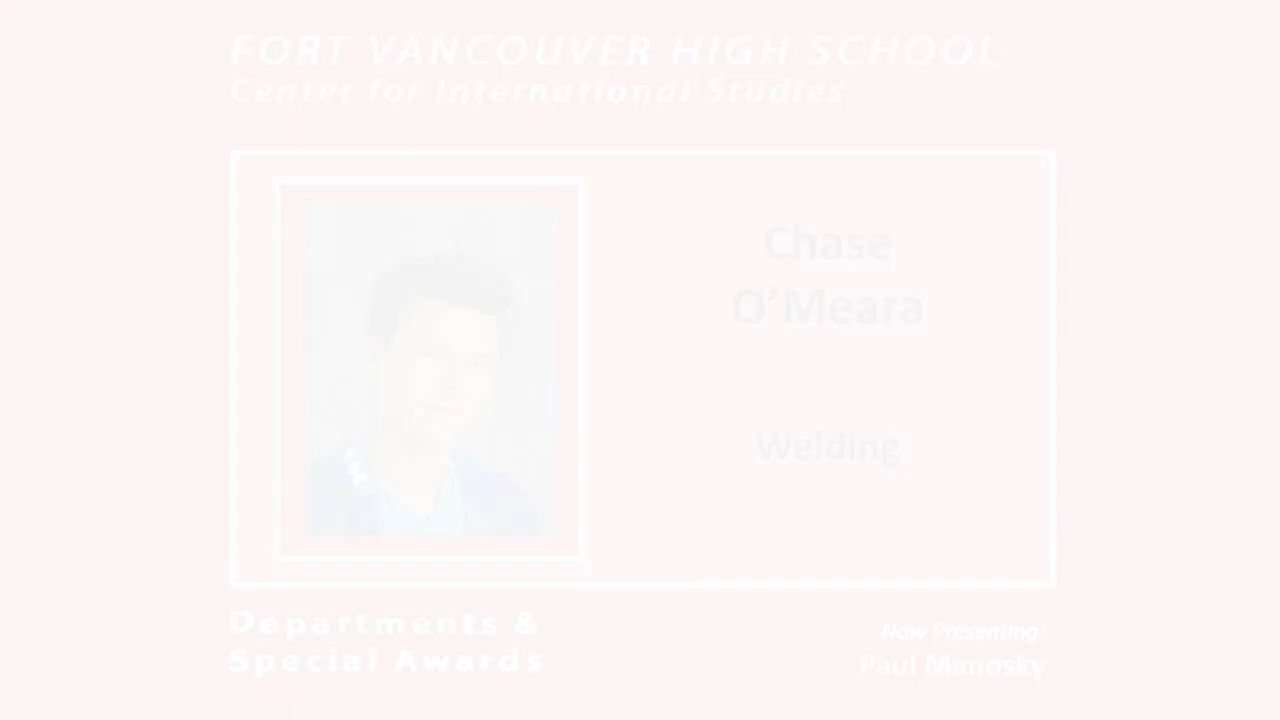 FORT VANCOUVER HIGH SCHOOL
Center for International Studies
Chase
O’Meara
Welding
Departments &
Special Awards
Now Presenting:
Paul Manosky